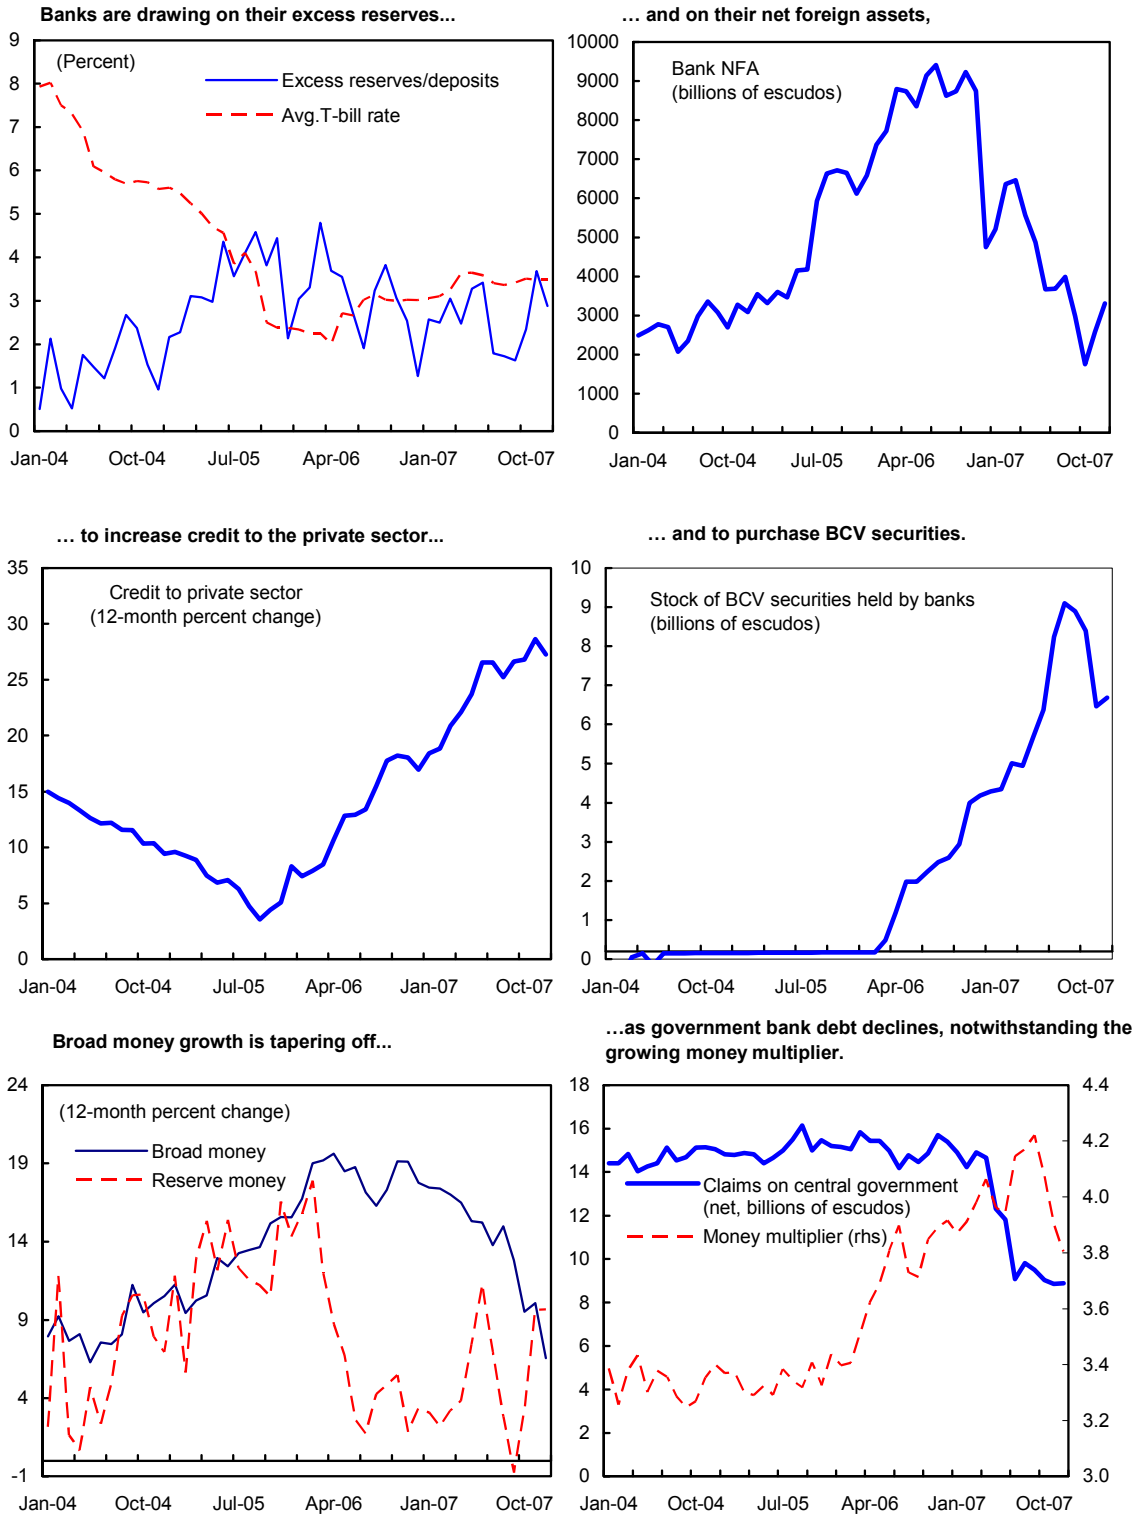 Banks are drawing on their excess reserves...
9
8
7
6
5
4
3
2
1
0
(Percent)
Excess reserves/deposits
Avg.T-bill rate
Jan-04 Oct-04 Jul-05 Apr-06 Jan-07 Oct-07
… and on their net foreign assets,
10000
9000
8000
7000
6000
5000
4000
3000
2000
1000
0
Bank NFA
(billions of escudos)
Jan-04 Oct-04 Jul-05 Apr-06 Jan-07 Oct-07
… to increase credit to the private sector...
35
30
25
20
15
10
5
0
Credit to private sector
(12-month percent change)
Jan-04 Oct-04 Jul-05 Apr-06 Jan-07 Oct-07
… and to purchase BCV securities.
10
9
8
7
6
5
4
3
2
1
0
Stock of BCV securities held by banks
(billions of escudos)
Jan-04 Oct-04 Jul-05 Apr-06 Jan-07 Oct-07
Broad money growth is tapering off...
24
19
14
9
4
-1
(12-month percent change)
Broad money
Reserve money
Jan-04 Oct-04 Jul-05 Apr-06 Jan-07 Oct-07
…as government bank debt declines, notwithstanding the
growing money multiplier.
18
16
14
12
10
8
6
4
2
0
Claims on central government
(net, billions of escudos)
Money multiplier (rhs)
4.4
4.2
4.0
3.8
3.6
3.4
3.2
3.0
Jan-04 Oct-04 Jul-05 Apr-06 Jan-07 Oct-07